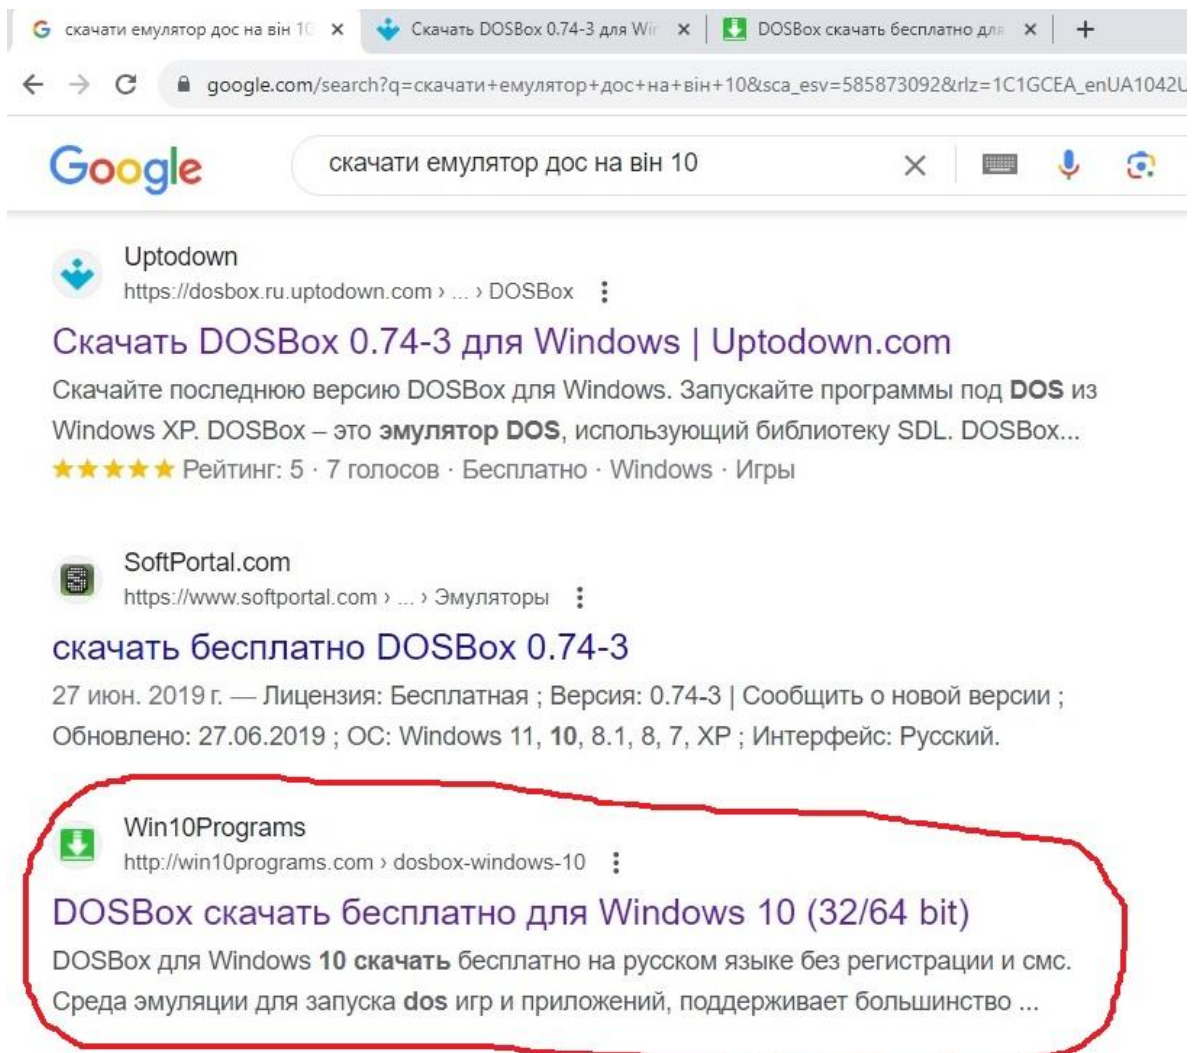 скачати емулятор дос на він 10
Скачать DOSBox 0.74-3 для Win
DOSBox скачать бесплатно для
google.com/search?q=скачати+емулятор+дос+на+він+10&sca_esv=585873092&rlz=1C1GCEA_enUA1042U
Google
скачати емулятор дос на він 10
Uptodown
https://dosbox.ru.uptodown.com › ... › DOSBox
Скачать DOSBox 0.74-3 для Windows | Uptodown.com
Скачайте последнюю версию DOSBox для Windows. Запускайте программы под DOS из
Windows XP. DOSBox – это эмулятор DOS, использующий библиотеку SDL. DOSBox...
Рейтинг: 5 · 7 голосов · Бесплатно · Windows · Игры
SoftPortal.com
https://www.softportal.com › ... › Эмуляторы
скачать бесплатно DOSBox 0.74-3
27 июн. 2019 г. — Лицензия: Бесплатная ; Версия: 0.74-3 | Сообщить о новой версии ;
Обновлено: 27.06.2019 ; ОС: Windows 11, 10, 8.1, 8, 7, XP ; Интерфейс: Русский.
Win10Programs
http://win10programs.com › dosbox-windows-10
DOSBox скачать бесплатно для Windows 10 (32/64 bit)
DOSBox для Windows 10 скачать бесплатно на русском языке без регистрации и смс.
Среда эмуляции для запуска dos игр и приложений, поддерживает большинство ...